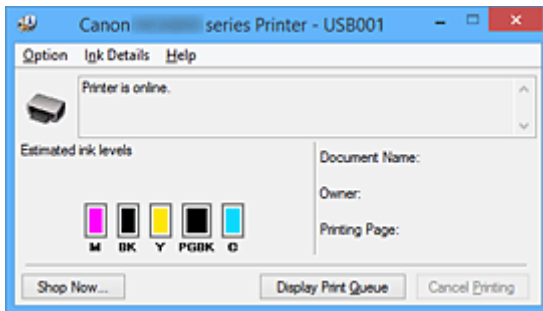 Canon series Printer - USB001
Option Ink Details Help
Printer is online.
Estimated ink levels
Document Name:
Owner:
Printing Page:
M BK Y PGBK C
Shop Now... Display Print Queue Cancel Printing